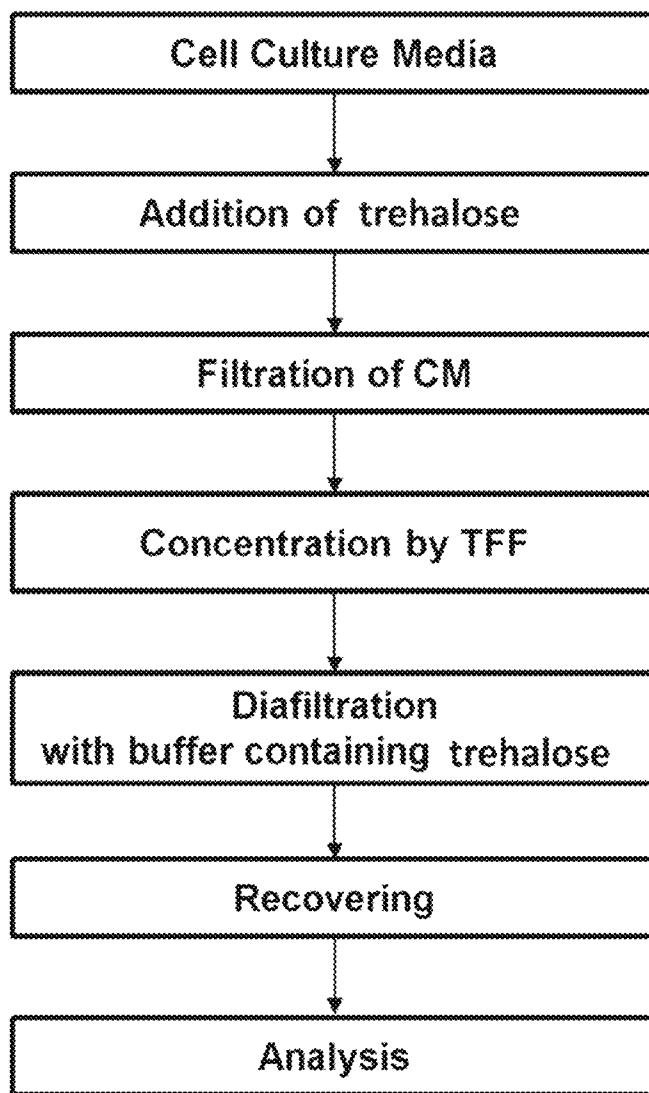 Cell Culture Media
Addition of trehalose
Filtration of CM
Concentration by TFF
Diafiltration
with buffer containing trehalose
Recovering
Analysis